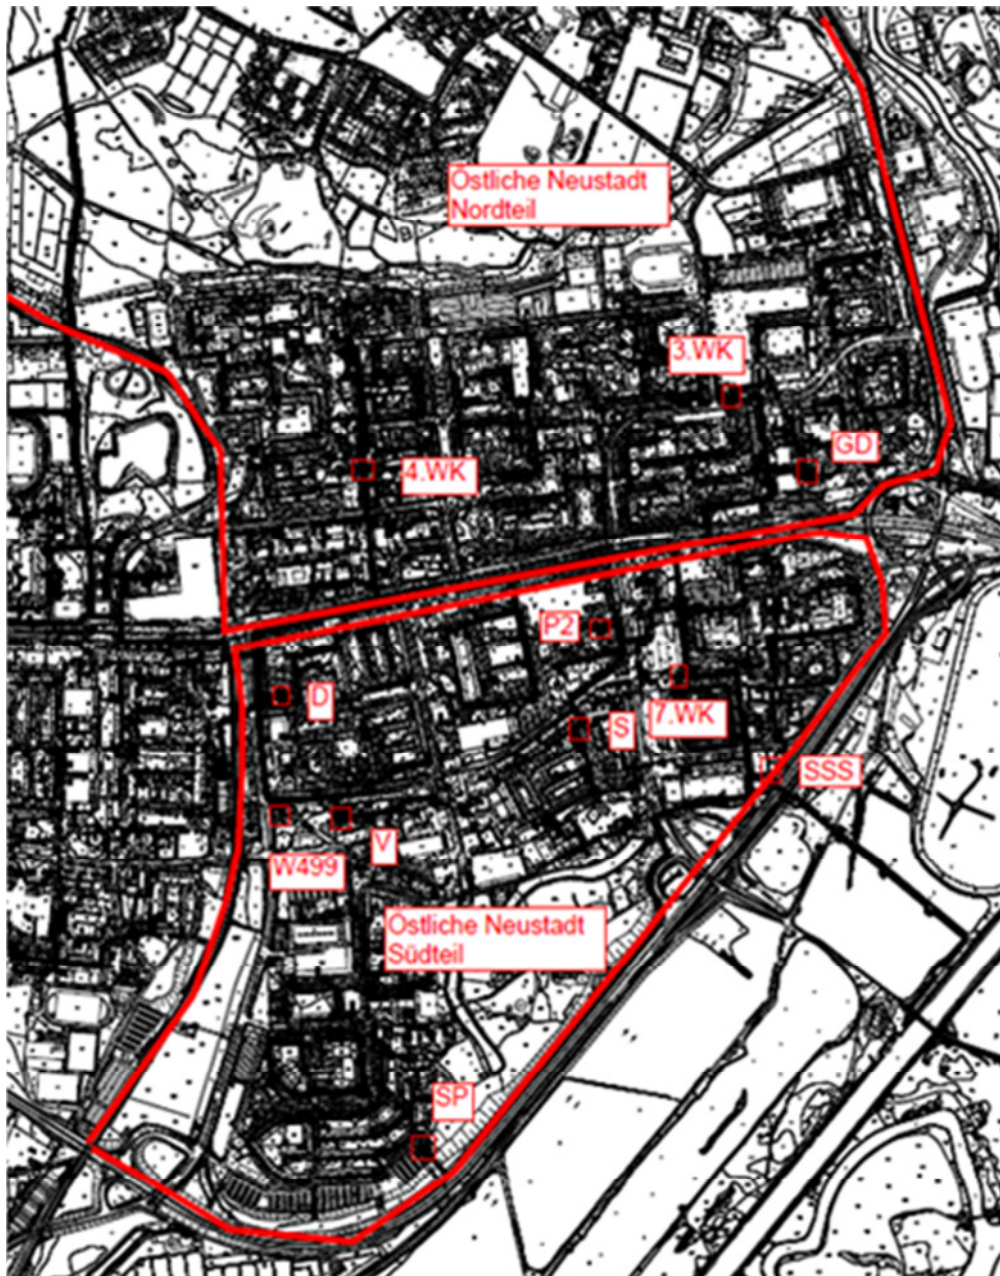 Östliche Neustadt
Nordteil
3.WK
GD
4.WK
P2
D
7.WK
S
SSS
V
W499
Östliche Neustadt
Südteil
SP